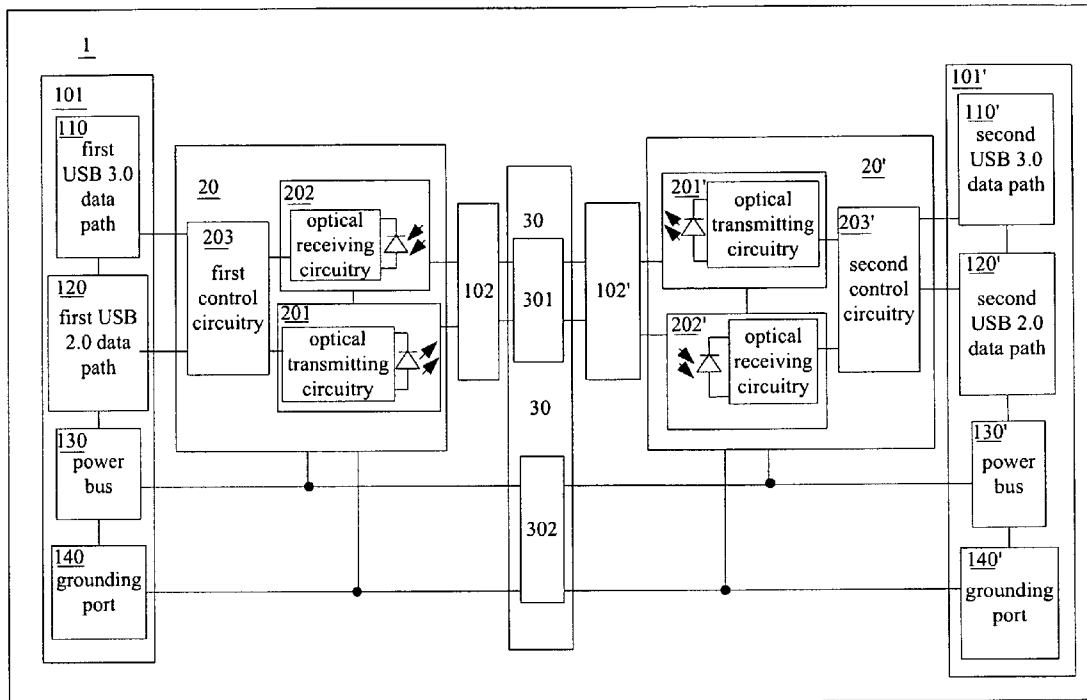 1
101
110
first
USB 3.0
data
path
120
first USB
2.0 data
path
130
power
bus
140
grounding
port
20
203
first
control
circuitry
202
optical
receiving
circuitry
201
optical
transmitting
circuitry
102
30
301
30
302
102'
20'
201'
optical
transmitting
circuitry
202'
optical
receiving
circuitry
203'
second
control
circuitry
101'
110'
second
USB 3.0
data path
120'
second
USB 2.0
data path
130'
power
bus
140'
grounding
port